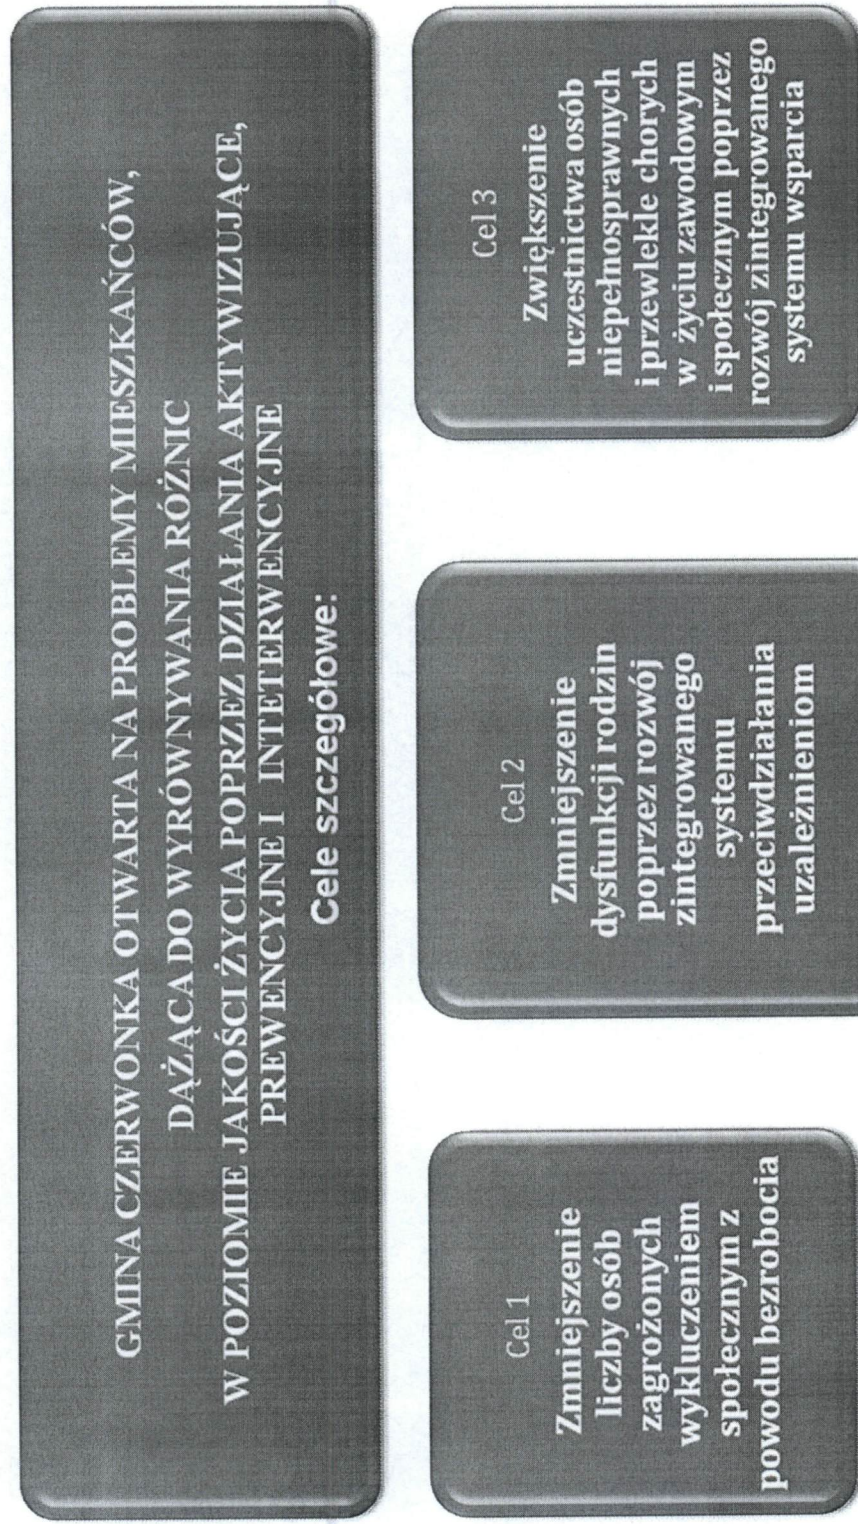 GMINA CZERWONKA OTWARTA NA PROBLEMY MIESZKAŃCÓW,
DĄŻĄCA DO WYRÓWNYWANIA RÓŻNIC
W POZIOMIE JAKOŚCI ŻYCIA POPRZEZ DZIAŁANIA AKTYWIZUJĄCE,
PREWENCYJNE I INTETERWENCYJNE
Cele szczegółowe:
Cel 1
Zmniejszenie
liczby osób
zagrożonych
wykluczeniem
społecznym z
powodu bezrobocia
Cel 2
Zmniejszenie
dysfunkcji rodzin
poprzez rozwój
zintegrowanego
systemu
przeciwdziałania
uzależnieniom
Cel 3
Zwiększenie
uczestnictwa osób
niepełnosprawnych
i przewlekle chorych
w życiu zawodowym
i społecznym poprzez
rozwój zintegrowanego
systemu wsparcia